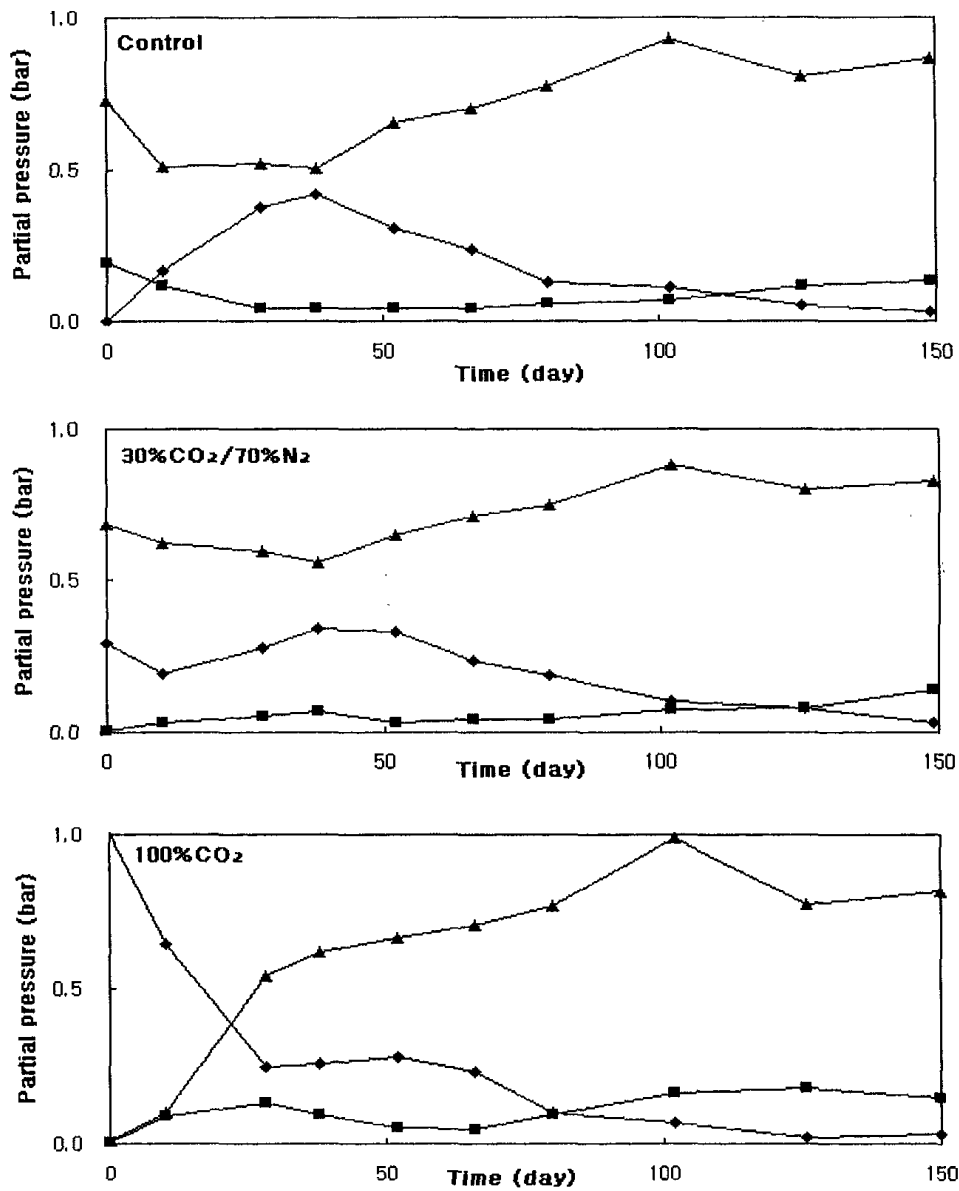 Control
Partial pressure (bar)
1.0
0.5
0.0
0 50 100 150
Time (day)
30%CO₂/70%N₂
Partial pressure (bar)
1.0
0.5
0.0
0 50 100 150
Time (day)
100%CO₂
Partial pressure (bar)
1.0
0.5
0.0
0 50 100 150
Time (day)